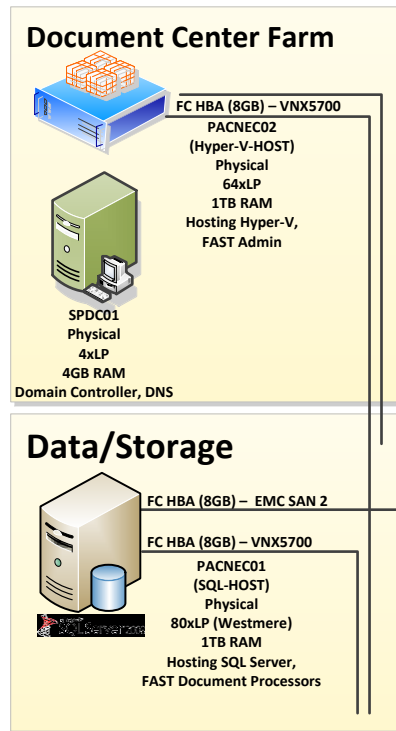 Document Center Farm
FC HBA (8GB) – VNX5700
PACNEC02
(Hyper-V-HOST)
Physical
64xLP
1TB RAM
Hosting Hyper-V,
FAST Admin
SPDC01
Physical
4xLP
4GB RAM
Domain Controller, DNS
Data/Storage
FC HBA (8GB) – EMC SAN 2
FC HBA (8GB) – VNX5700
PACNEC01
(SQL-HOST)
Physical
80xLP (Westmere)
1TB RAM
Hosting SQL Server,
FAST Document Processors